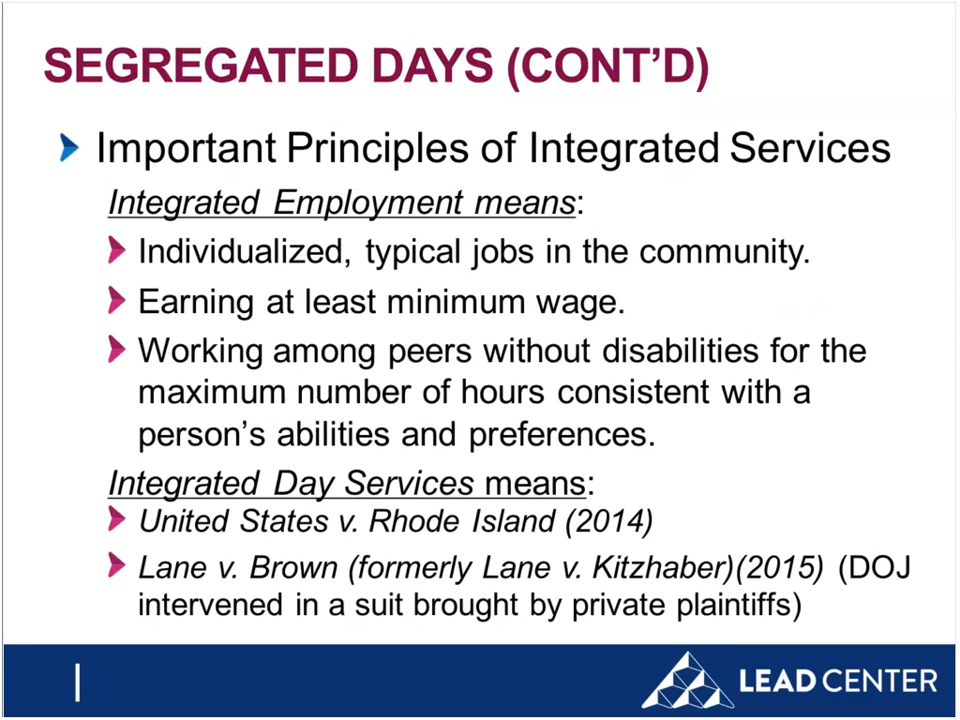 SEGREGATED DAYS (CONT’D)
Important Principles of Integrated Services
Integrated Employment means:
Individualized, typical jobs in the community.
Earning at least minimum wage.
Working among peers without disabilities for the
maximum number of hours consistent with a
person’s abilities and preferences.
Integrated Day Services means:
United States v. Rhode Island (2014)
Lane v. Brown (formerly Lane v. Kitzhaber)(2015) (DOJ
intervened in a suit brought by private plaintiffs)
LEAD CENTER